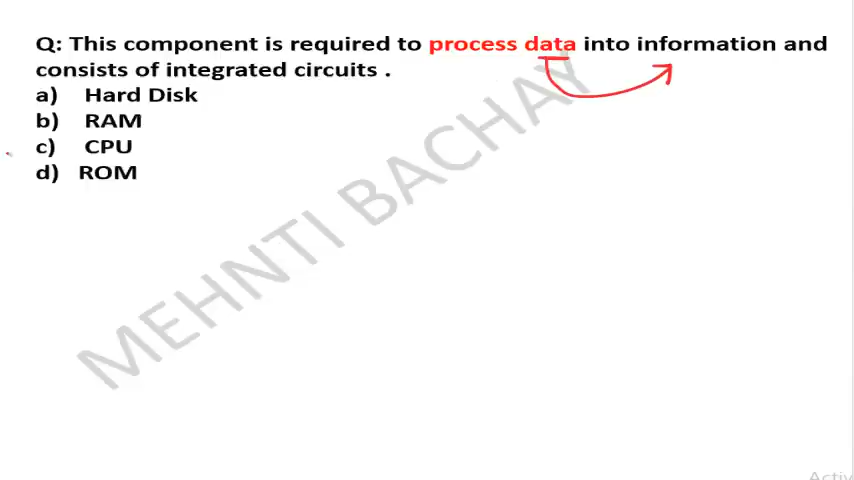 Q: This component is required to process data into information and
consists of integrated circuits .
a) Hard Disk
b) RAM
c) CPU
d) ROM
MEHNTI BACHAY
Activ